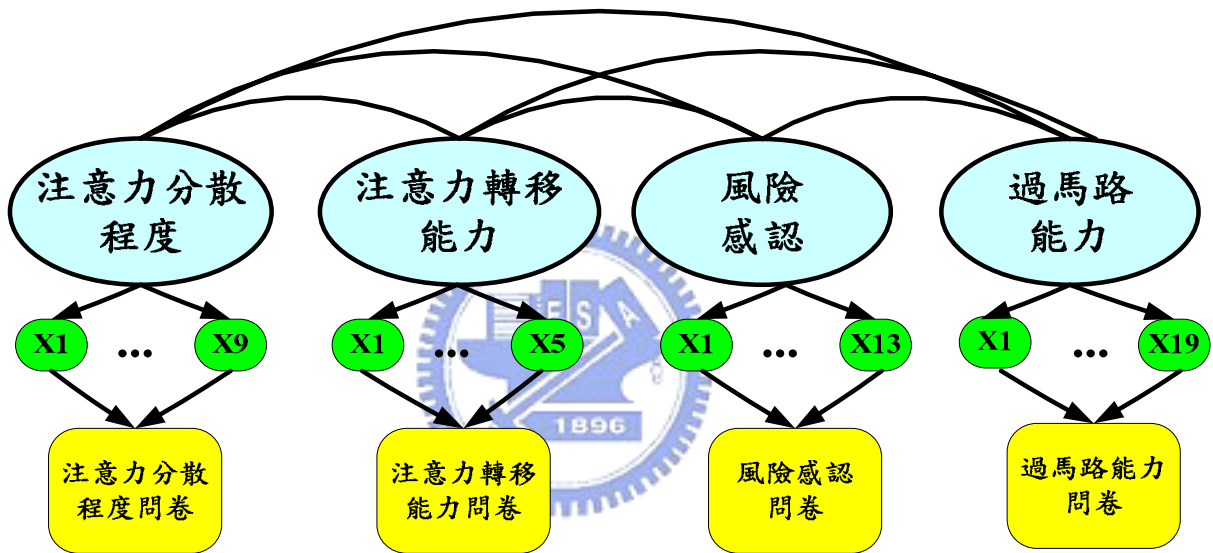 注意力分散
程度
注意力轉移
能力
風險
感認
過馬路
能力
X1 ... X9
X1 ... X5
X1 ... X13
X1 ... X19
E S A
1896
注意力分散
程度問卷
注意力轉移
能力問卷
風險感認
問卷
過馬路能力
問卷